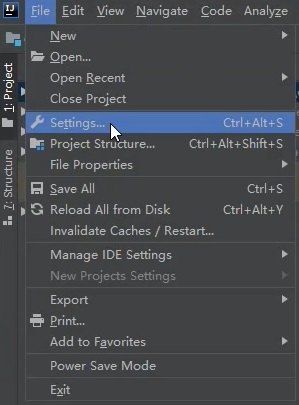 IJ File Edit View Navigate Code Analyze
New
Open...
Open Recent
Close Project
Settings... Ctrl+Alt+S
Project Structure... Ctrl+Alt+Shift+S
File Properties
Save All Ctrl+S
Reload All from Disk Ctrl+Alt+Y
Invalidate Caches / Restart...
Manage IDE Settings
New Projects Settings
Export
Print...
Add to Favorites
Power Save Mode
Exit
1: Project
7: Structure